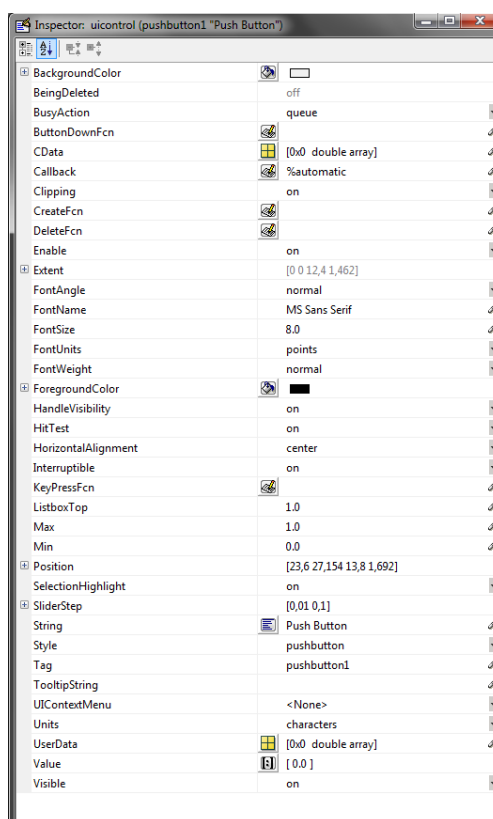 Inspector: uicontrol (pushbutton1 "Push Button")
BackgroundColor
BeingDeleted off
BusyAction queue
ButtonDownFcn
CData [0x0 double array]
Callback %automatic
Clipping on
CreateFcn
DeleteFcn
Enable on
Extent [0 0 12,4 1,462]
FontAngle normal
FontName MS Sans Serif
FontSize 8.0
FontUnits points
FontWeight normal
ForegroundColor
HandleVisibility on
HitTest on
HorizontalAlignment center
Interruptible on
KeyPressFcn
ListboxTop 1.0
Max 1.0
Min 0.0
Position [23,6 27,154 13,8 1,692]
SelectionHighlight on
SliderStep [0,01 0,1]
String Push Button
Style pushbutton
Tag pushbutton1
TooltipString
UIContextMenu <None>
Units characters
UserData [0x0 double array]
Value [ 0.0 ]
Visible on